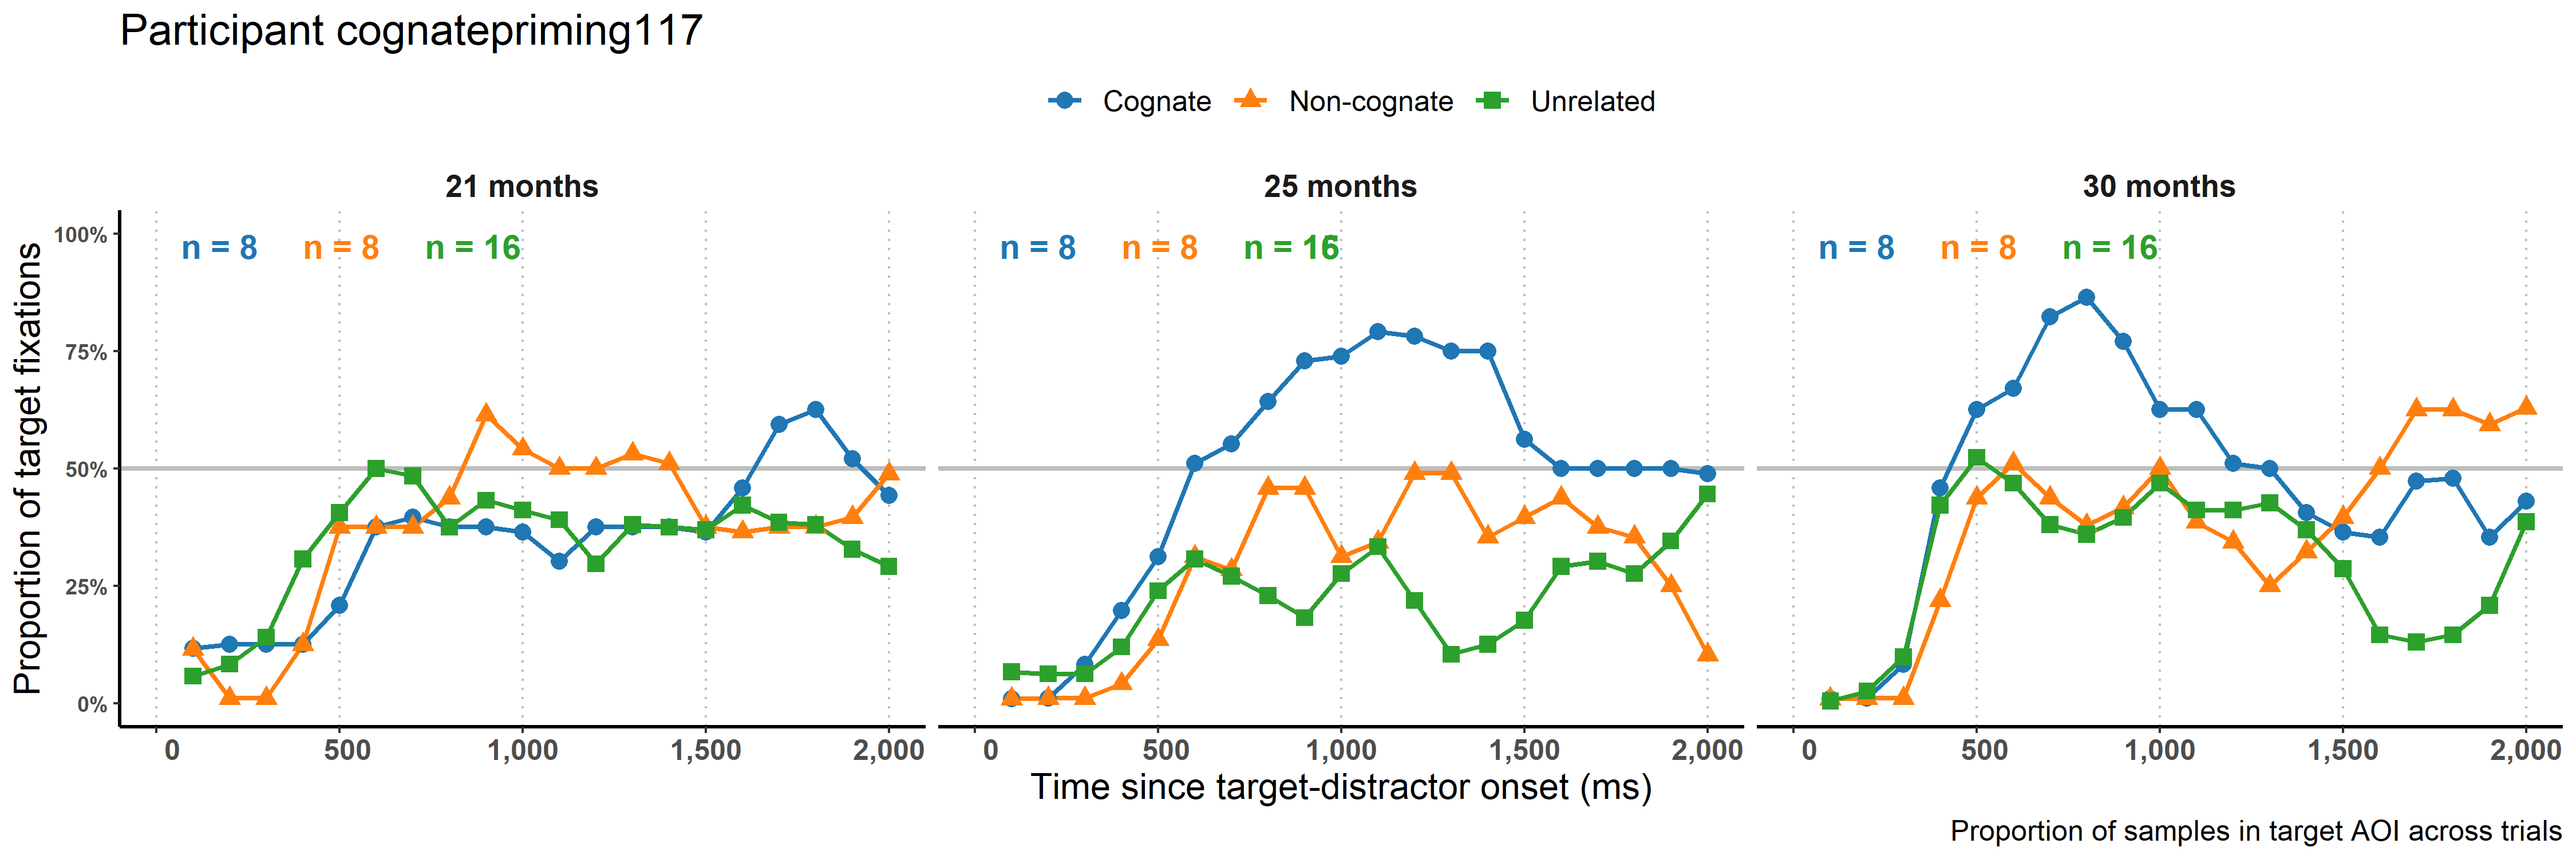 Participant cognatepriming117
Cognate Non-cognate Unrelated
21 months 25 months 30 months
n = 8 n = 8 n = 16 n = 8 n = 8 n = 16 n = 8 n = 8 n = 16
Proportion of target fixations
100%
75%
50%
25%
0%
0 500 1,000 1,500 2,000 0 500 1,000 1,500 2,000 0 500 1,000 1,500 2,000
Time since target-distractor onset (ms)
Proportion of samples in target AOI across trials